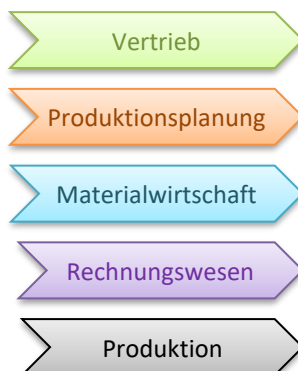 Vertrieb
Produktionsplanung
Materialwirtschaft
Rechnungswesen
Produktion